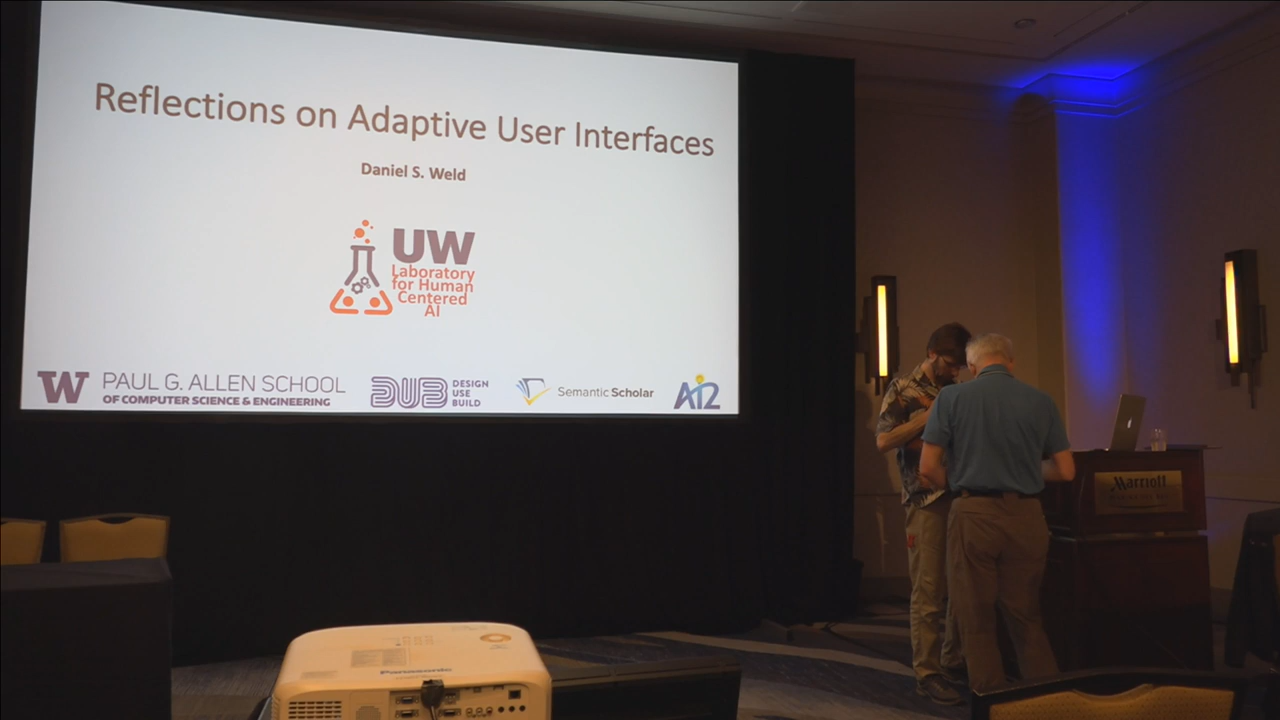 Reflections on Adaptive User Interfaces
Daniel S. Weld
UW
Laboratory
for Human
Centered
AI
W PAUL G. ALLEN SCHOOL
OF COMPUTER SCIENCE & ENGINEERING
DUB DESIGN
USE
BUILD
Semantic Scholar
AI2
Marriott
Panasonic